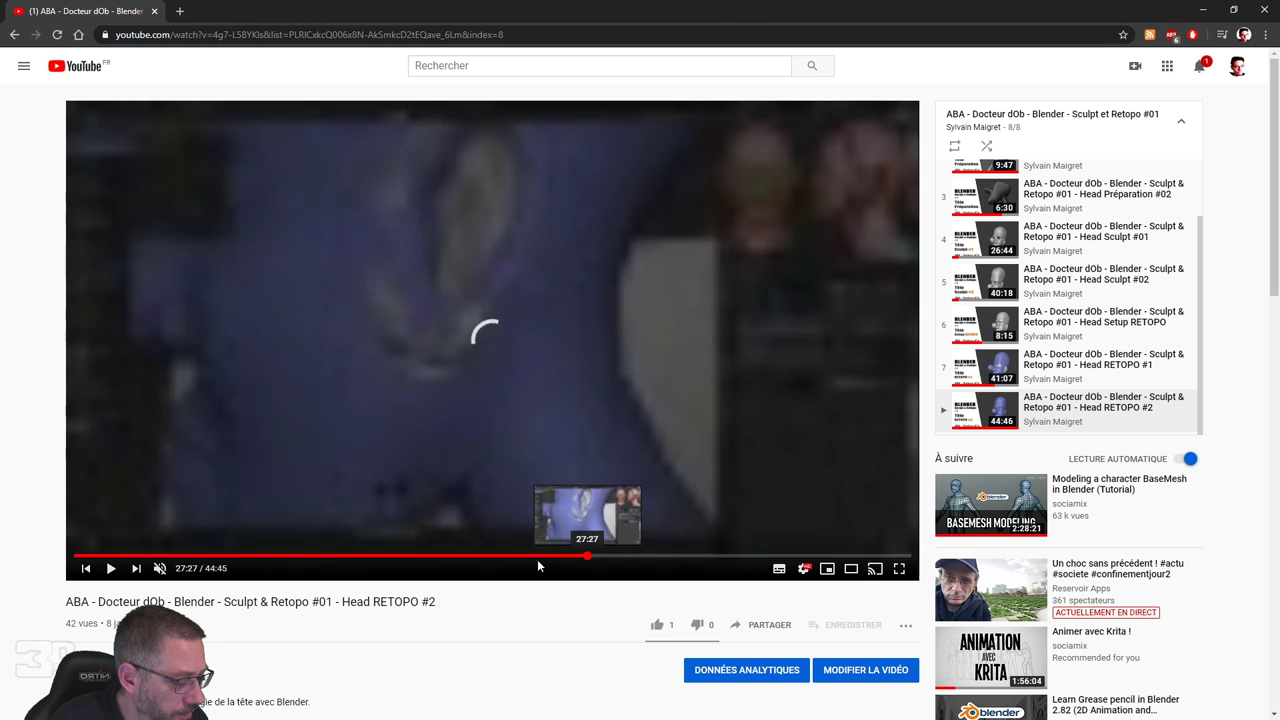 (1) ABA - Docteur dOb - Blender
youtube.com/watch?v=4g7-L58YKIs&list=PLRlCxkcQ006x8N-AkSmkcD2tEQave_6Lm&index=8
YouTube FR
Rechercher
1
27:27
27:27 / 44:45
HD
ABA - Docteur dOb - Blender - Sculpt & Retopo #01 - Head RETOPO #2
42 vues •
1
0
PARTAGER
ENREGISTRER
DONNÉES ANALYTIQUES
MODIFIER LA VIDÉO
de la tête avec Blender.
ABA - Docteur dOb - Blender - Sculpt et Retopo #01
Sylvain Maigret - 8/8
9:47
Sylvain Maigret
3
6:30
ABA - Docteur dOb - Blender - Sculpt &
Retopo #01 - Head Préparation #02
Sylvain Maigret
4
26:44
ABA - Docteur dOb - Blender - Sculpt &
Retopo #01 - Head Sculpt #01
Sylvain Maigret
5
40:18
ABA - Docteur dOb - Blender - Sculpt &
Retopo #01 - Head Sculpt #02
Sylvain Maigret
6
8:15
ABA - Docteur dOb - Blender - Sculpt &
Retopo #01 - Head Setup RETOPO
Sylvain Maigret
7
41:07
ABA - Docteur dOb - Blender - Sculpt &
Retopo #01 - Head RETOPO #1
Sylvain Maigret
44:46
ABA - Docteur dOb - Blender - Sculpt &
Retopo #01 - Head RETOPO #2
Sylvain Maigret
À suivre
LECTURE AUTOMATIQUE
blender
BASEMESH MODELING
2:28:21
Modeling a character BaseMesh
in Blender (Tutorial)
sociamix
63 k vues
Un choc sans précédent ! #actu
#societe #confinementjour2
Reservoir Apps
361 spectateurs
ACTUELLEMENT EN DIRECT
ANIMATION
AVEC
KRITA
1:56:04
Animer avec Krita !
sociamix
Recommended for you
blender
Learn Grease pencil in Blender
2.82 (2D Animation and...